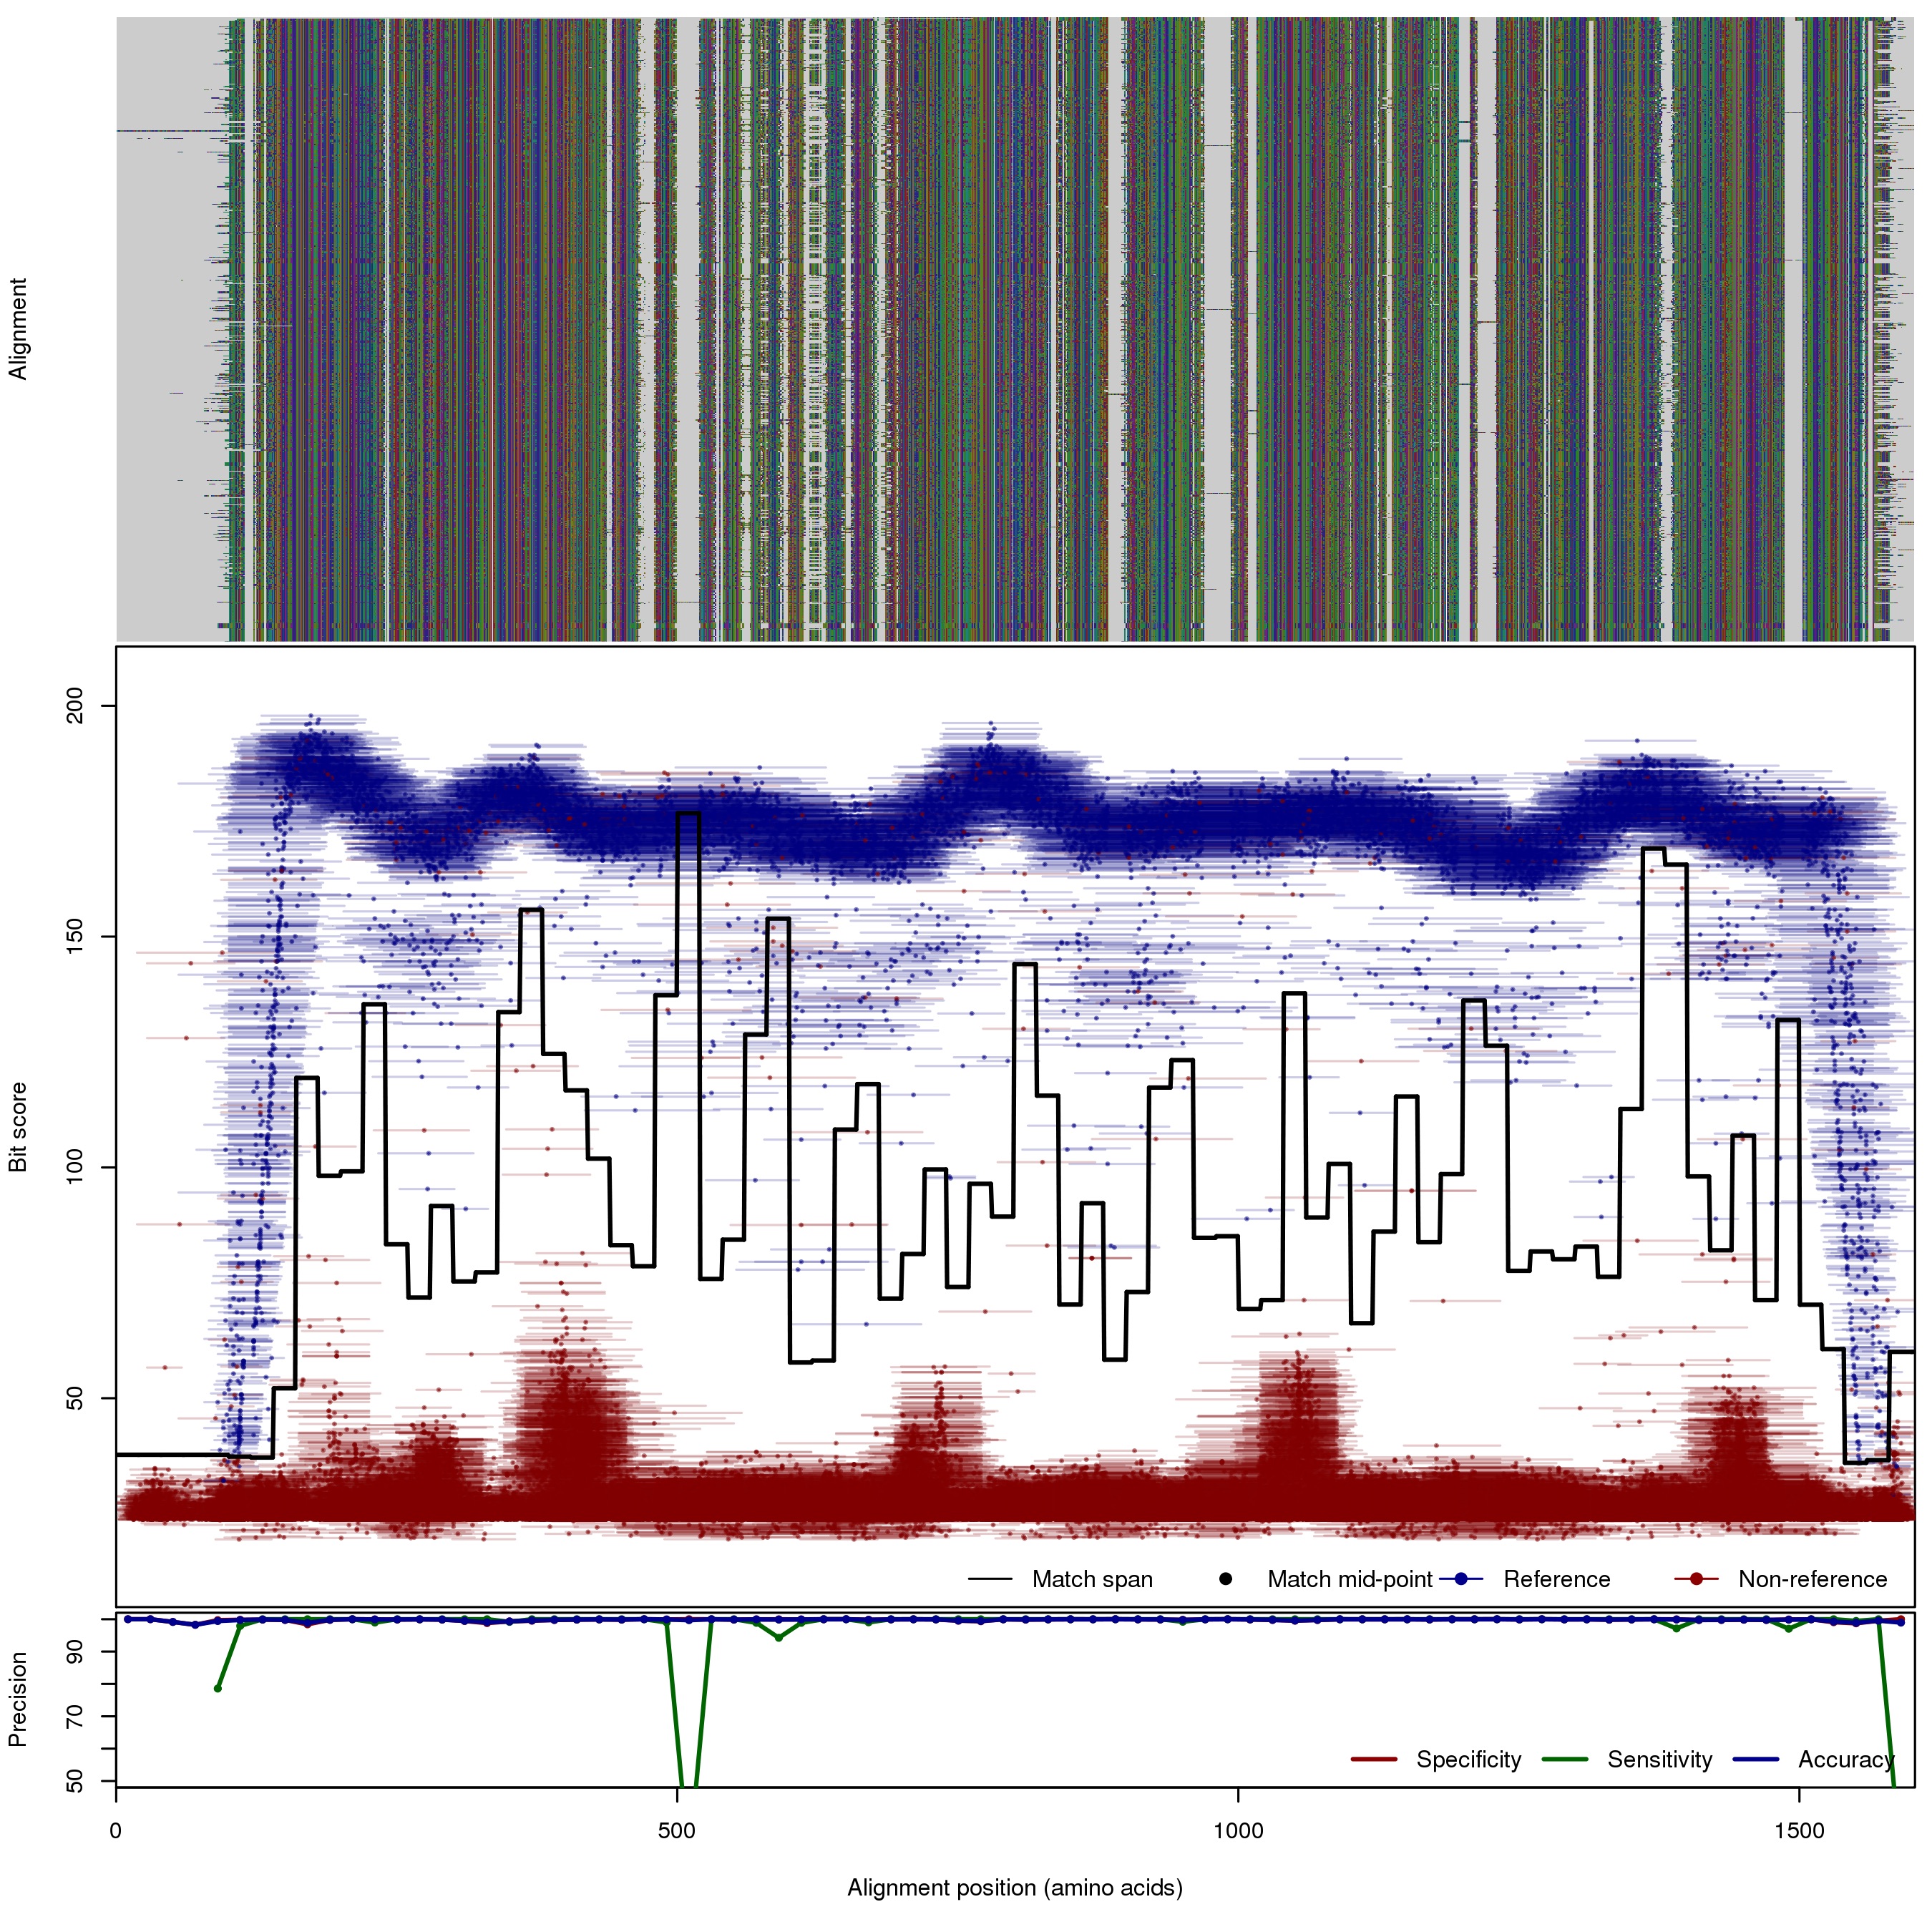 Alignment
200
150
100
50
Bit score
Match span
Match mid-point
Reference
Non-reference
90
70
50
Precision
Specificity
Sensitivity
Accuracy
0
500
1000
1500
Alignment position (amino acids)